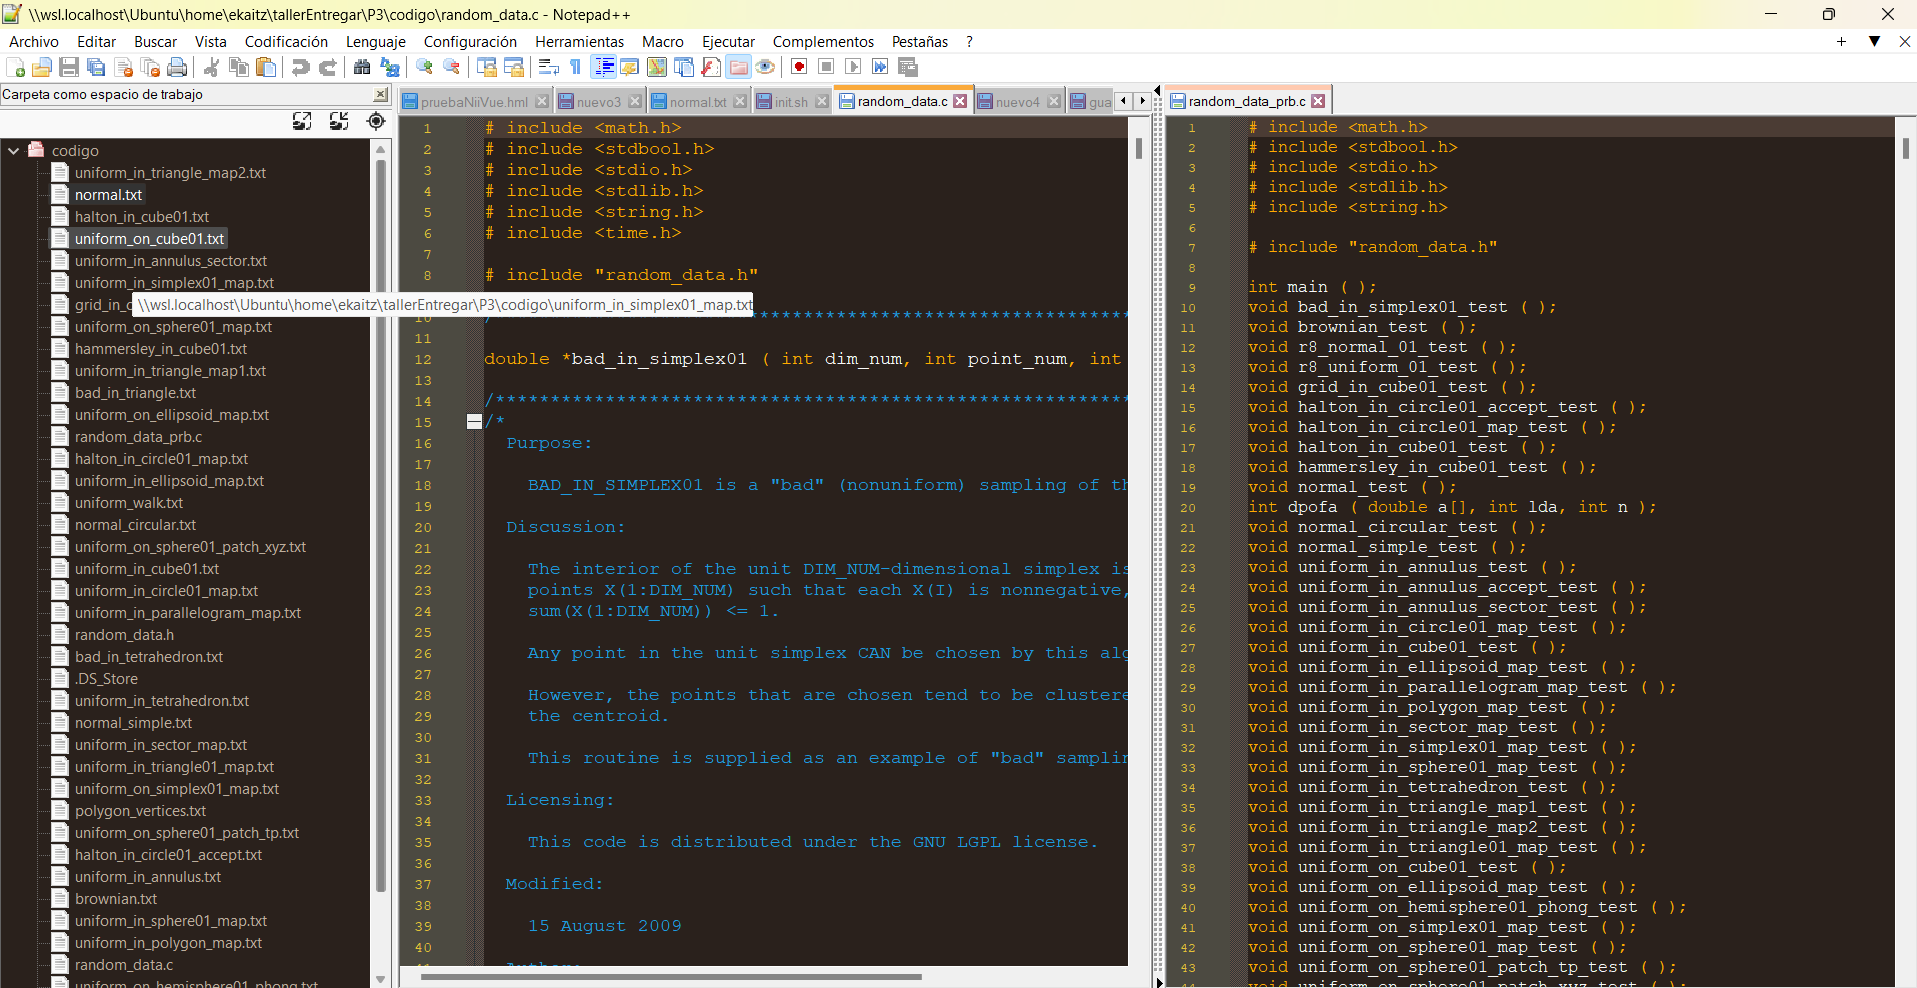 \\wsl.localhost\Ubuntu\home\ekaitz\tallerEntregar\P3\codigo\random_data.c - Notepad++
Archivo Editar Buscar Vista Codificación Lenguaje Configuración Herramientas Macro Ejecutar Complementos Pestañas ?
Carpeta como espacio de trabajo
codigo
uniform_in_triangle_map2.txt
normal.txt
halton_in_cube01.txt
uniform_on_cube01.txt
uniform_in_annulus_sector.txt
uniform_in_simplex01_map.txt
grid_in_c
\\wsl.localhost\Ubuntu\home\ekaitz\tallerEntregar\P3\codigo\uniform_in_simplex01_map.txt
uniform_on_sphere01_map.txt
hammersley_in_cube01.txt
uniform_in_triangle_map1.txt
bad_in_triangle.txt
uniform_on_ellipsoid_map.txt
random_data_prb.c
halton_in_circle01_map.txt
uniform_in_ellipsoid_map.txt
uniform_walk.txt
normal_circular.txt
uniform_on_sphere01_patch_xyz.txt
uniform_in_cube01.txt
uniform_in_circle01_map.txt
uniform_in_parallelogram_map.txt
random_data.h
bad_in_tetrahedron.txt
.DS_Store
uniform_in_tetrahedron.txt
normal_simple.txt
uniform_in_sector_map.txt
uniform_in_triangle01_map.txt
uniform_on_simplex01_map.txt
polygon_vertices.txt
uniform_on_sphere01_patch_tp.txt
halton_in_circle01_accept.txt
uniform_in_annulus.txt
brownian.txt
uniform_in_sphere01_map.txt
uniform_in_polygon_map.txt
random_data.c
uniform_on_hemisphere01_phong.txt
pruebaNiiVue.hml nuevo3 normal.txt init.sh random_data.c nuevo4 gua
1 # include <math.h>
2 # include <stdbool.h>
3 # include <stdio.h>
4 # include <stdlib.h>
5 # include <string.h>
6 # include <time.h>
7
8 # include "random_data.h"
10
11
12 double *bad_in_simplex01 ( int dim_num, int point_num, int
13
14 /***********************************************************
15 /*
16 Purpose:
17
18 BAD_IN_SIMPLEX01 is a "bad" (nonuniform) sampling of th
19
20 Discussion:
21
22 The interior of the unit DIM_NUM-dimensional simplex is
23 points X(1:DIM_NUM) such that each X(I) is nonnegative,
24 sum(X(1:DIM_NUM)) <= 1.
25
26 Any point in the unit simplex CAN be chosen by this alg
27
28 However, the points that are chosen tend to be clustere
29 the centroid.
30
31 This routine is supplied as an example of "bad" samplin
32
33 Licensing:
34
35 This code is distributed under the GNU LGPL license.
36
37 Modified:
38
39 15 August 2009
40
random_data_prb.c
1 # include <math.h>
2 # include <stdbool.h>
3 # include <stdio.h>
4 # include <stdlib.h>
5 # include <string.h>
6
7 # include "random_data.h"
8
9 int main ( );
10 void bad_in_simplex01_test ( );
11 void brownian_test ( );
12 void r8_normal_01_test ( );
13 void r8_uniform_01_test ( );
14 void grid_in_cube01_test ( );
15 void halton_in_circle01_accept_test ( );
16 void halton_in_circle01_map_test ( );
17 void halton_in_cube01_test ( );
18 void hammersley_in_cube01_test ( );
19 void normal_test ( );
20 int dpofa ( double a[], int lda, int n );
21 void normal_circular_test ( );
22 void normal_simple_test ( );
23 void uniform_in_annulus_test ( );
24 void uniform_in_annulus_accept_test ( );
25 void uniform_in_annulus_sector_test ( );
26 void uniform_in_circle01_map_test ( );
27 void uniform_in_cube01_test ( );
28 void uniform_in_ellipsoid_map_test ( );
29 void uniform_in_parallelogram_map_test ( );
30 void uniform_in_polygon_map_test ( );
31 void uniform_in_sector_map_test ( );
32 void uniform_in_simplex01_map_test ( );
33 void uniform_in_sphere01_map_test ( );
34 void uniform_in_tetrahedron_test ( );
35 void uniform_in_triangle_map1_test ( );
36 void uniform_in_triangle_map2_test ( );
37 void uniform_in_triangle01_map_test ( );
38 void uniform_on_cube01_test ( );
39 void uniform_on_ellipsoid_map_test ( );
40 void uniform_on_hemisphere01_phong_test ( );
41 void uniform_on_simplex01_map_test ( );
42 void uniform_on_sphere01_map_test ( );
43 void uniform_on_sphere01_patch_tp_test ( );
44 void uniform_on_sphere01_patch_xyz_test ( );